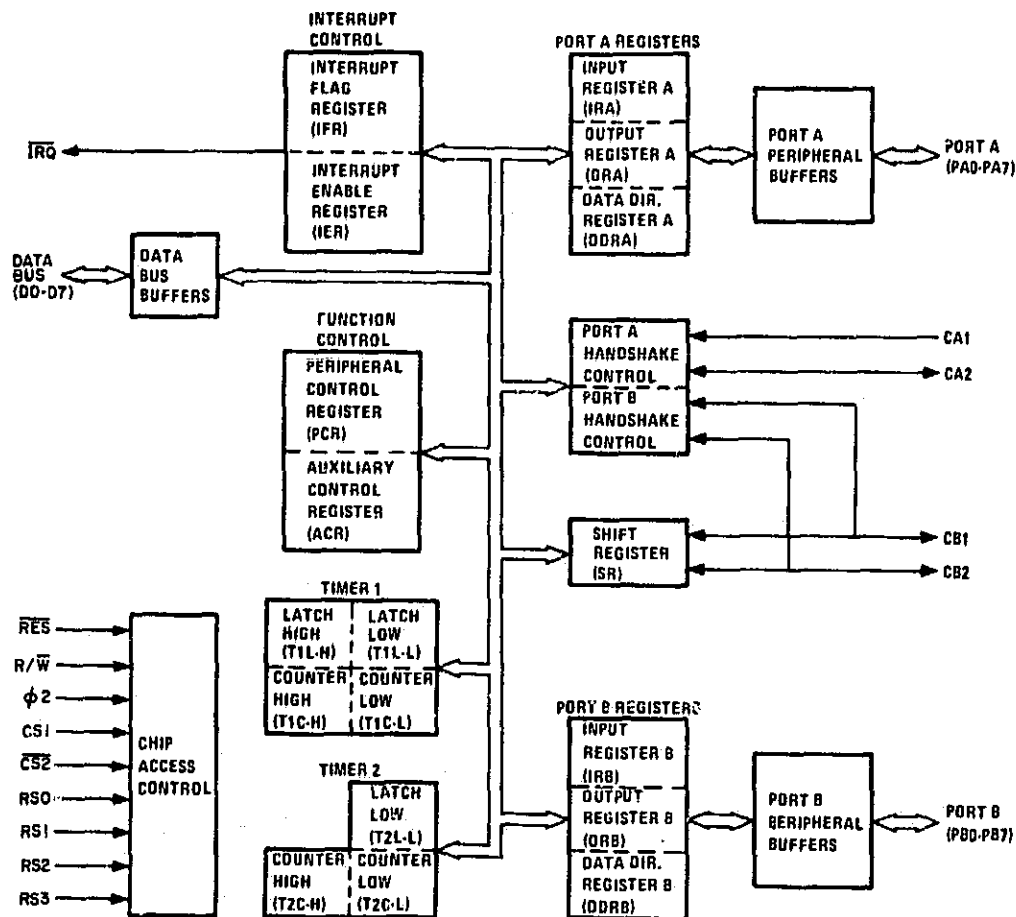 INTERRUPT
CONTROL
INTERRUPT
FLAG
REGISTER
(IFR)
INTERRUPT
ENABLE
REGISTER
(IER)
IRQ
PORT A REGISTERS
INPUT
REGISTER A
(IRA)
OUTPUT
REGISTER A
(ORA)
DATA DIR.
REGISTER A
(DDRA)
PORT A
PERIPHERAL
BUFFERS
PORT A
(PA0-PA7)
DATA
BUS
(D0-D7)
DATA
BUS
BUFFERS
FUNCTION
CONTROL
PERIPHERAL
CONTROL
REGISTER
(PCR)
AUXILIARY
CONTROL
REGISTER
(ACR)
PORT A
HANDSHAKE
CONTROL
PORT B
HANDSHAKE
CONTROL
CA1
CA2
SHIFT
REGISTER
(SR)
CB1
CB2
TIMER 1
LATCH
HIGH
(T1L-H)
LATCH
LOW
(T1L-L)
COUNTER
HIGH
(T1C-H)
COUNTER
LOW
(T1C-L)
RES
R/W
ϕ2
CS1
CS2
RS0
RS1
RS2
RS3
CHIP
ACCESS
CONTROL
TIMER 2
LATCH
LOW
(T2L-L)
COUNTER
HIGH
(T2C-H)
COUNTER
LOW
(T2C-L)
PORT B REGISTERS
INPUT
REGISTER B
(IRB)
OUTPUT
REGISTER B
(ORB)
DATA DIR.
REGISTER B
(DDRB)
PORT B
BERIPHERAL
BUFFERS
PORT B
(PB0-PB7)